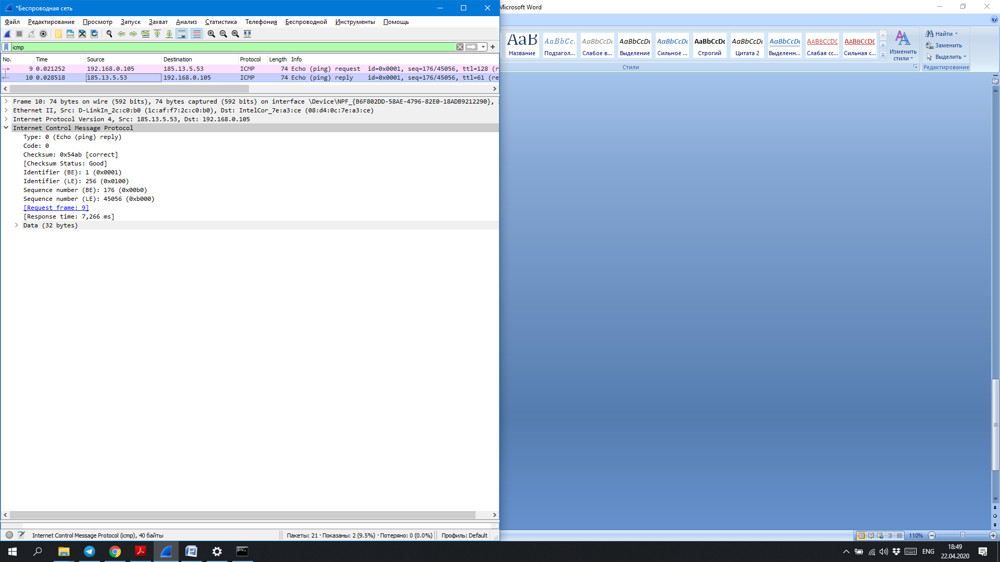 *Беспроводная сеть
Microsoft Word
Файл Редактирование Просмотр Запуск Захват Анализ Статистика Телефония Беспроводной Инструменты Помощь
icmp
No. Time Source Destination Protocol Length Info
9 0.021252 192.168.0.105 185.13.5.53 ICMP 74 Echo (ping) request id=0x0001, seq=176/45056, ttl=128 (r
10 0.028518 185.13.5.53 192.168.0.105 ICMP 74 Echo (ping) reply id=0x0001, seq=176/45056, ttl=61 (re
Frame 10: 74 bytes on wire (592 bits), 74 bytes captured (592 bits) on interface \Device\NPF_{B6F802DD-58AE-4796-82E0-18ADB9212290},
Ethernet II, Src: D-LinkIn_2c:c0:b0 (1c:af:f7:2c:c0:b0), Dst: IntelCor_7e:a3:ce (08:d4:0c:7e:a3:ce)
Internet Protocol Version 4, Src: 185.13.5.53, Dst: 192.168.0.105
Internet Control Message Protocol
Type: 0 (Echo (ping) reply)
Code: 0
Checksum: 0x54ab [correct]
[Checksum Status: Good]
Identifier (BE): 1 (0x0001)
Identifier (LE): 256 (0x0100)
Sequence number (BE): 176 (0x00b0)
Sequence number (LE): 45056 (0xb000)
[Request frame: 9]
[Response time: 7,266 ms]
Data (32 bytes)
Internet Control Message Protocol (icmp), 40 байты
Пакеты: 21 · Показаны: 2 (9.5%) · Потеряно: 0 (0.0%)
Профиль: Default
АаВ AaBbCc. AaBbCcDc AaBbCcDc AaBbCcDc AaBbCcDc AaBbCcDc AaBbCcDc AaBbCcDc AaBbCcDc
Название Подзагол... Слабое в... Выделение Сильное ... Строгий Цитата 2 Выделенн... Слабая сс... Сильная с...
Изменить
стили
Стили
Найти
Заменить
Выделить
Редактирование
110%
ENG
18:49
22.04.2020